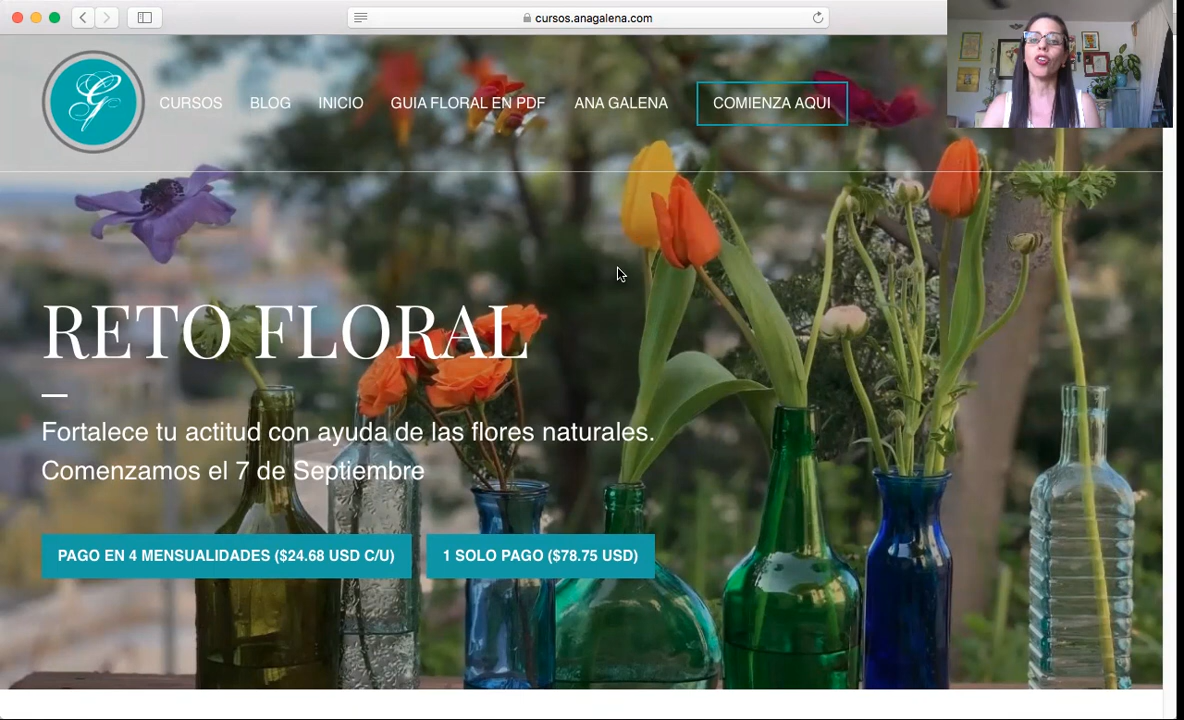 cursos.anagalena.com
G
CURSOS BLOG INICIO GUIA FLORAL EN PDF ANA GALENA COMIENZA AQUI
RETO FLORAL
Fortalece tu actitud con ayuda de las flores naturales.
Comenzamos el 7 de Septiembre
PAGO EN 4 MENSUALIDADES ($24.68 USD C/U) 1 SOLO PAGO ($78.75 USD)